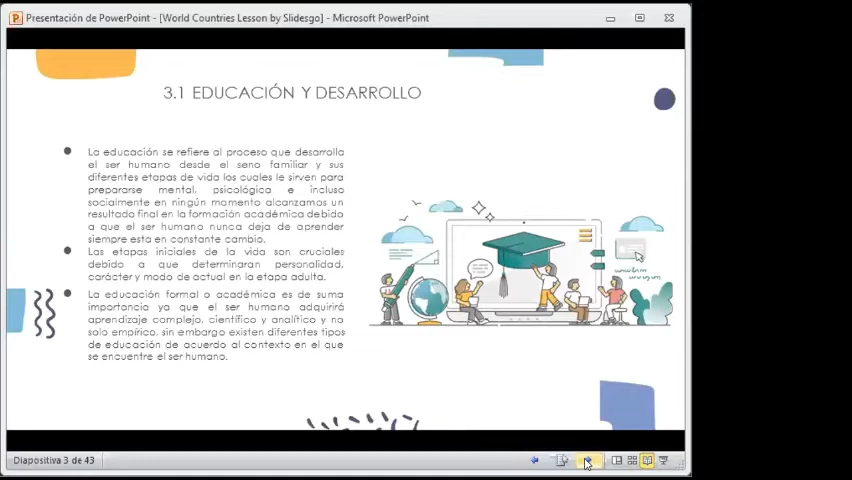 Presentación de PowerPoint - [World Countries Lesson by Slidesgo] - Microsoft PowerPoint
3.1 EDUCACIÓN Y DESARROLLO
La educación se refiere al proceso que desarrolla
el ser humano desde el seno familiar y sus
diferentes etapas de vida los cuales le sirven para
prepararse mental, psicológica e incluso
socialmente en ningún momento alcanzamos un
resultado final en la formación académica debido
a que el ser humano nunca deja de aprender
siempre esta en constante cambio.
Las etapas iniciales de la vida son cruciales
debido a que determinaran personalidad,
carácter y modo de actual en la etapa adulta.
La educación formal o académica es de suma
importancia ya que el ser humano adquirirá
aprendizaje complejo, científico y analítica y no
solo empírico, sin embargo existen diferentes tipos
de educación de acuerdo al contexto en el que
se encuentre el ser humano.
Diapositiva 3 de 43